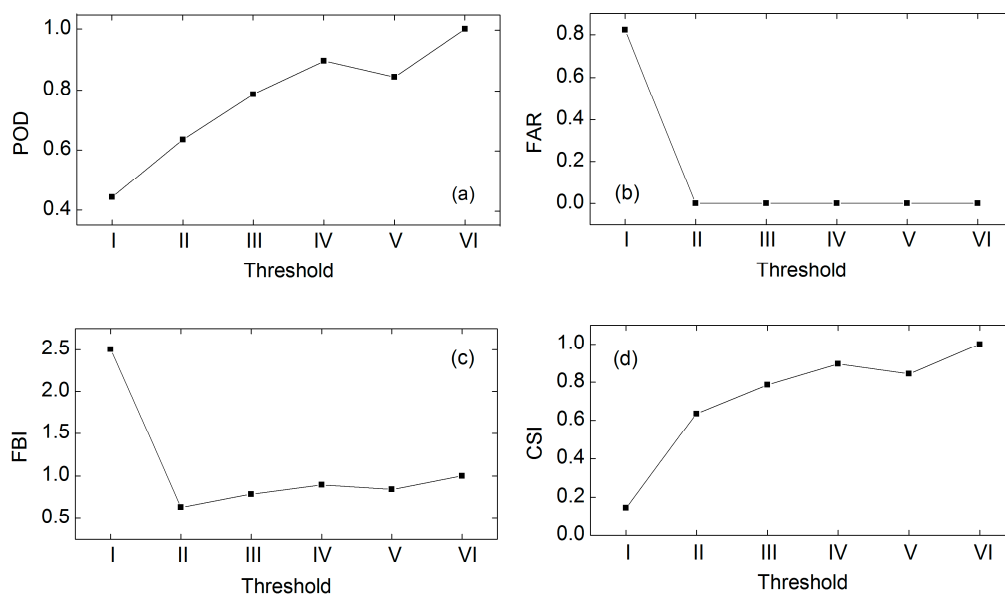 1.0
0.8
0.6
0.4
POD
(a)
I II III IV V VI
Threshold
0.8
0.6
0.4
0.2
0.0
FAR
(b)
I II III IV V VI
Threshold
2.5
2.0
1.5
1.0
0.5
FBI
(c)
I II III IV V VI
Threshold
1.0
0.8
0.6
0.4
0.2
0.0
CSI
(d)
I II III IV V VI
Threshold